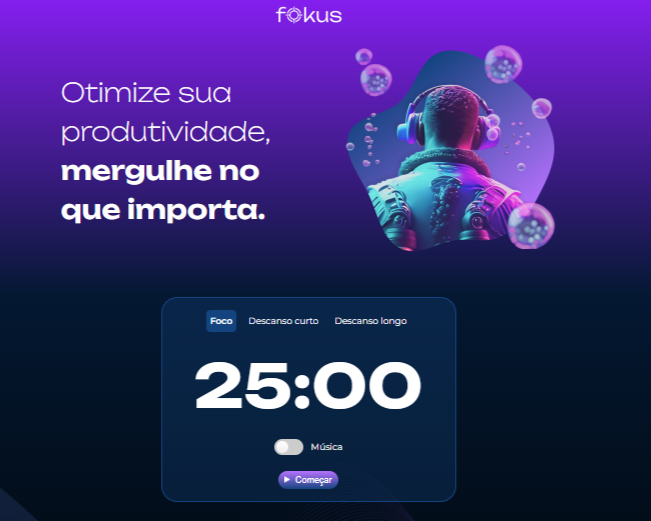 fokus
Otimize sua
produtividade,
mergulhe no
que importa.
Foco Descanso curto Descanso longo
25:00
Música
Começar